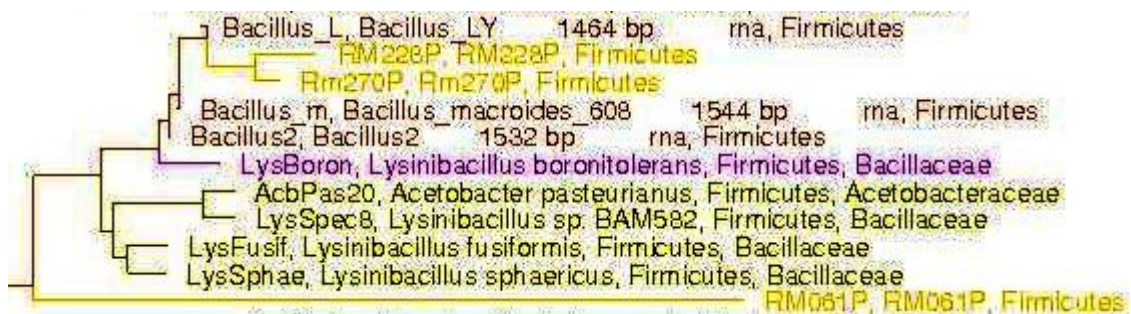 Bacillus_L, Bacillus_LY 1464 bp rna, Firmicutes
RM228P, RM228P, Firmicutes
Rm270P, Rm270P, Firmicutes
Bacillus_m, Bacillus_macroides_608 1544 bp rna, Firmicutes
Bacillus2, Bacillus2 1532 bp rna, Firmicutes
LysBoron, Lysinibacillus boronitolerans, Firmicutes, Bacillaceae
AcbPas20, Acetobacter pasteurianus, Firmicutes, Acetobacteraceae
LysSpec8, Lysinibacillus sp. BAM582, Firmicutes, Bacillaceae
LysFusif, Lysinibacillus fusiformis, Firmicutes, Bacillaceae
LysSphae, Lysinibacillus sphaericus, Firmicutes, Bacillaceae
RM061P, RM061P, Firmicutes